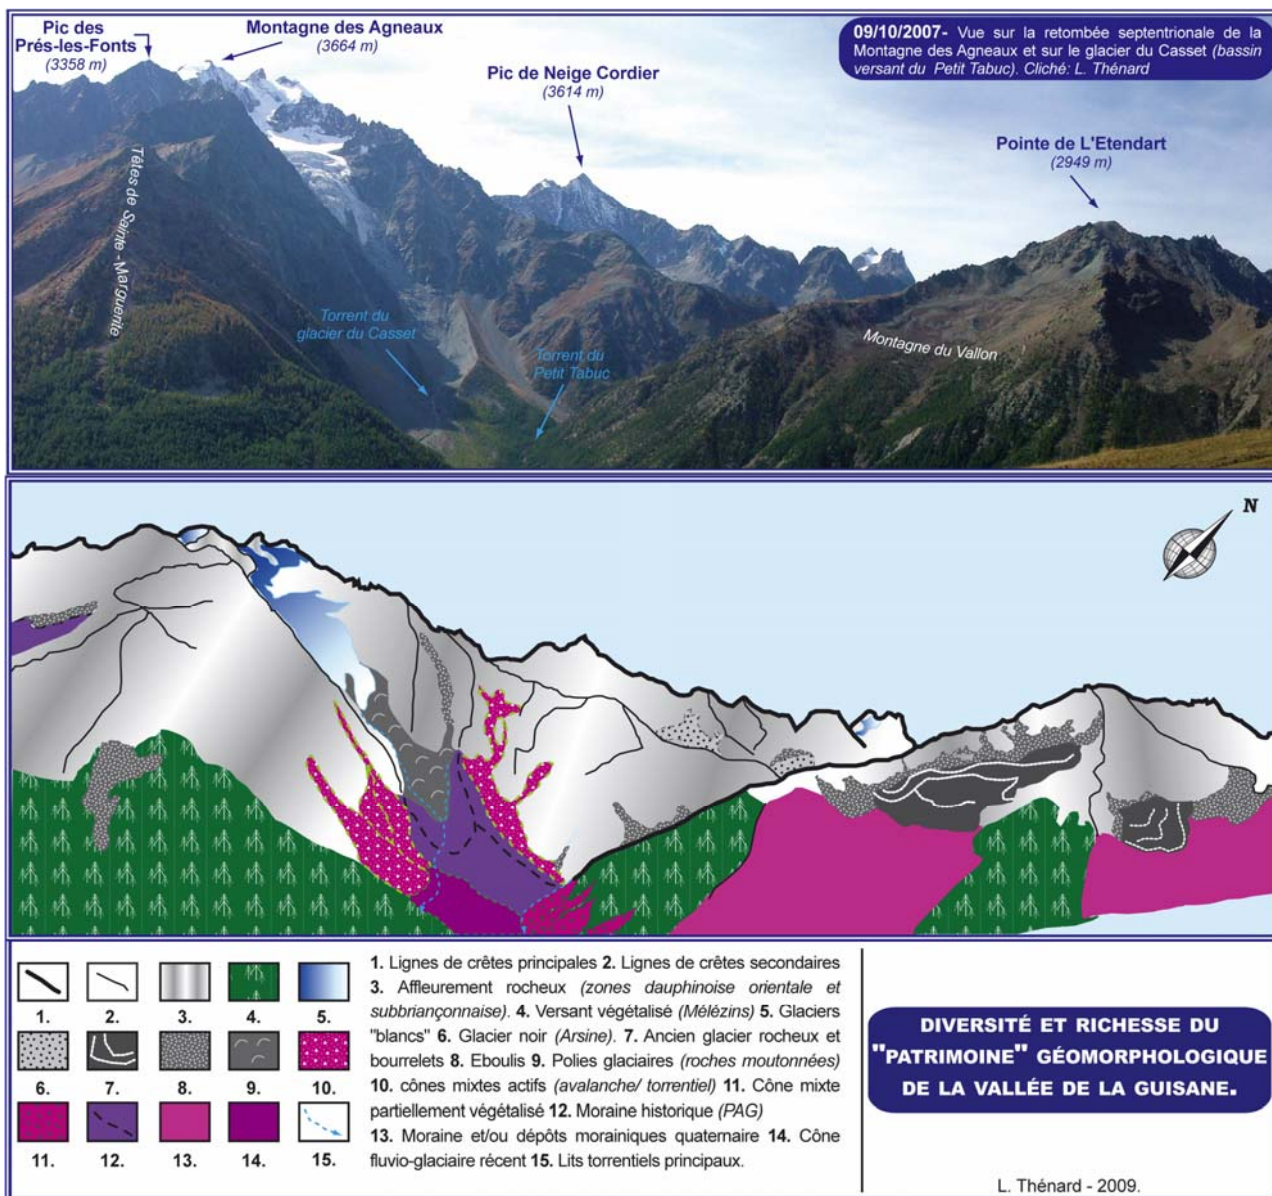 Pic des
Prés-les-Fonts
(3358 m)
Montagne des Agneaux
(3664 m)
Pic de Neige Cordier
(3614 m)
09/10/2007- Vue sur la retombée septentrionale de la
Montagne des Agneaux et sur le glacier du Casset (bassin
versant du Petit Tabuc). Cliché: L. Thénard
Pointe de L'Etendart
(2949 m)
Têtes de Sainte - Marguerite
Torrent du
glacier du Casset
Torrent du
Petit Tabuc
Montagne du Vallon
N
1. 2. 3. 4. 5.
6. 7. 8. 9. 10.
11. 12. 13. 14. 15.
1. Lignes de crêtes principales 2. Lignes de crêtes secondaires
3. Affleurement rocheux (zones dauphinoise orientale et
subbriançonnaise). 4. Versant végétalisé (Mélézins) 5. Glaciers
"blancs" 6. Glacier noir (Arsine). 7. Ancien glacier rocheux et
bourrelets 8. Eboulis 9. Polies glaciaires (roches moutonnées)
10. cônes mixtes actifs (avalanche/ torrentiel) 11. Cône mixte
partiellement végétalisé 12. Moraine historique (PAG)
13. Moraine et/ou dépôts morainiques quaternaire 14. Cône
fluvio-glaciaire récent 15. Lits torrentiels principaux.
DIVERSITÉ ET RICHESSE DU
"PATRIMOINE" GÉOMORPHOLOGIQUE
DE LA VALLÉE DE LA GUISANE.
L. Thénard - 2009.